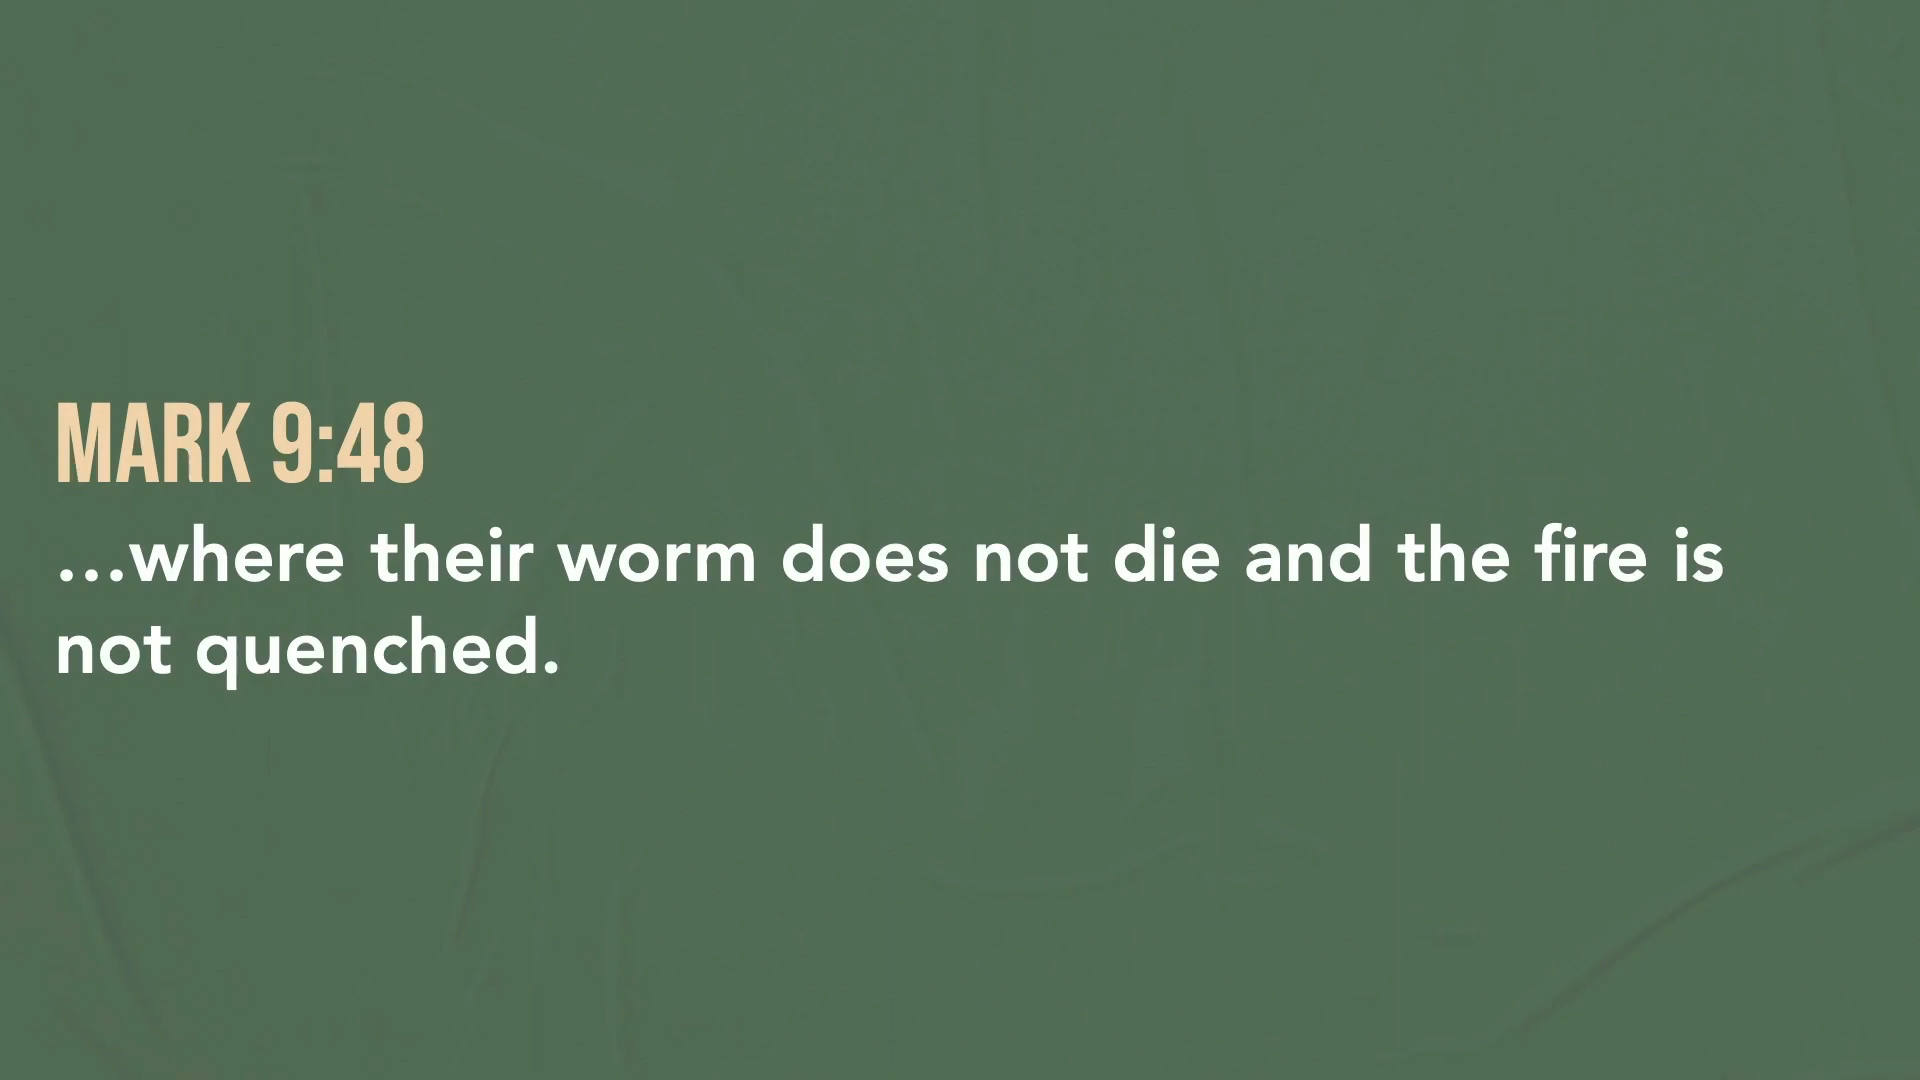 MARK 9:48
…where their worm does not die and the fire is
not quenched.